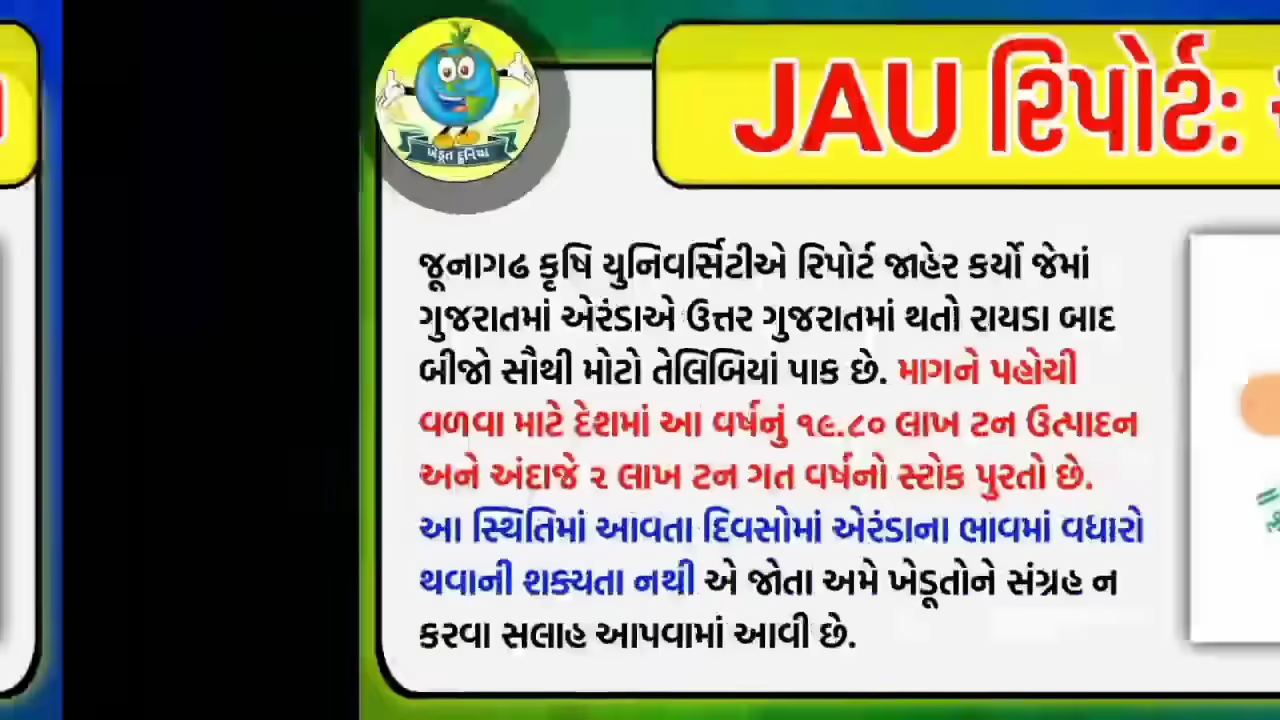 JAU રિપોર્ટ:
ખેડૂત દુનિયા
જૂનાગઢ કૃષિ યુનિવર્સિટીએ રિપોર્ટ જાહેર કર્યો જેમાં
ગુજરાતમાં એરંડાએ ઉત્તર ગુજરાતમાં થતો રાયડા બાદ
બીજો સૌથી મોટો તેલિબિયાં પાક છે. માગને પહોચી
વળવા માટે દેશમાં આ વર્ષનું ૧૯.૮૦ લાખ ટન ઉત્પાદન
અને અંદાજે ૨ લાખ ટન ગત વર્ષનો સ્ટોક પુરતો છે.
આ સ્થિતિમાં આવતા દિવસોમાં એરંડાના ભાવમાં વધારો
થવાની શક્યતા નથી એ જોતા અમે ખેડૂતોને સંગ્રહ ન
કરવા સલાહ આપવામાં આવી છે.